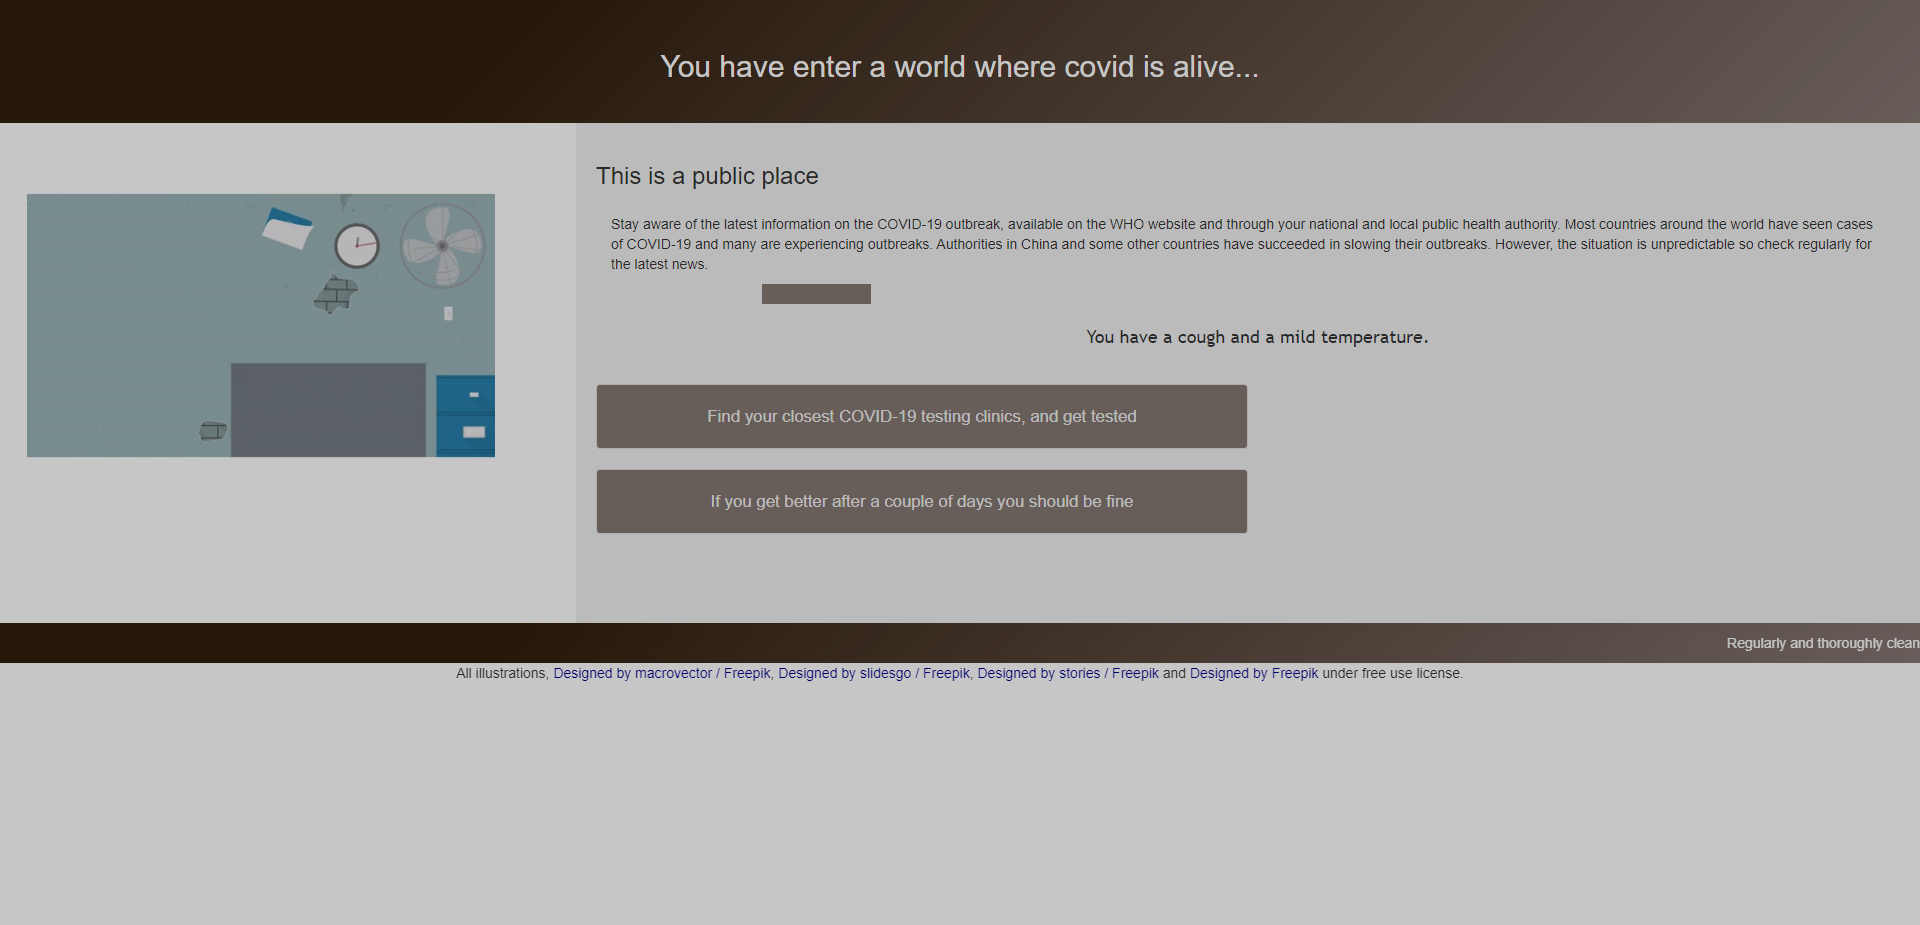 You have enter a world where covid is alive...
This is a public place
Stay aware of the latest information on the COVID-19 outbreak, available on the WHO website and through your national and local public health authority. Most countries around the world have seen cases
of COVID-19 and many are experiencing outbreaks. Authorities in China and some other countries have succeeded in slowing their outbreaks. However, the situation is unpredictable so check regularly for
the latest news.
You have a cough and a mild temperature.
Find your closest COVID-19 testing clinics, and get tested
If you get better after a couple of days you should be fine
Regularly and thoroughly clean
All illustrations, Designed by macrovector / Freepik, Designed by slidesgo / Freepik, Designed by stories / Freepik and Designed by Freepik under free use license.